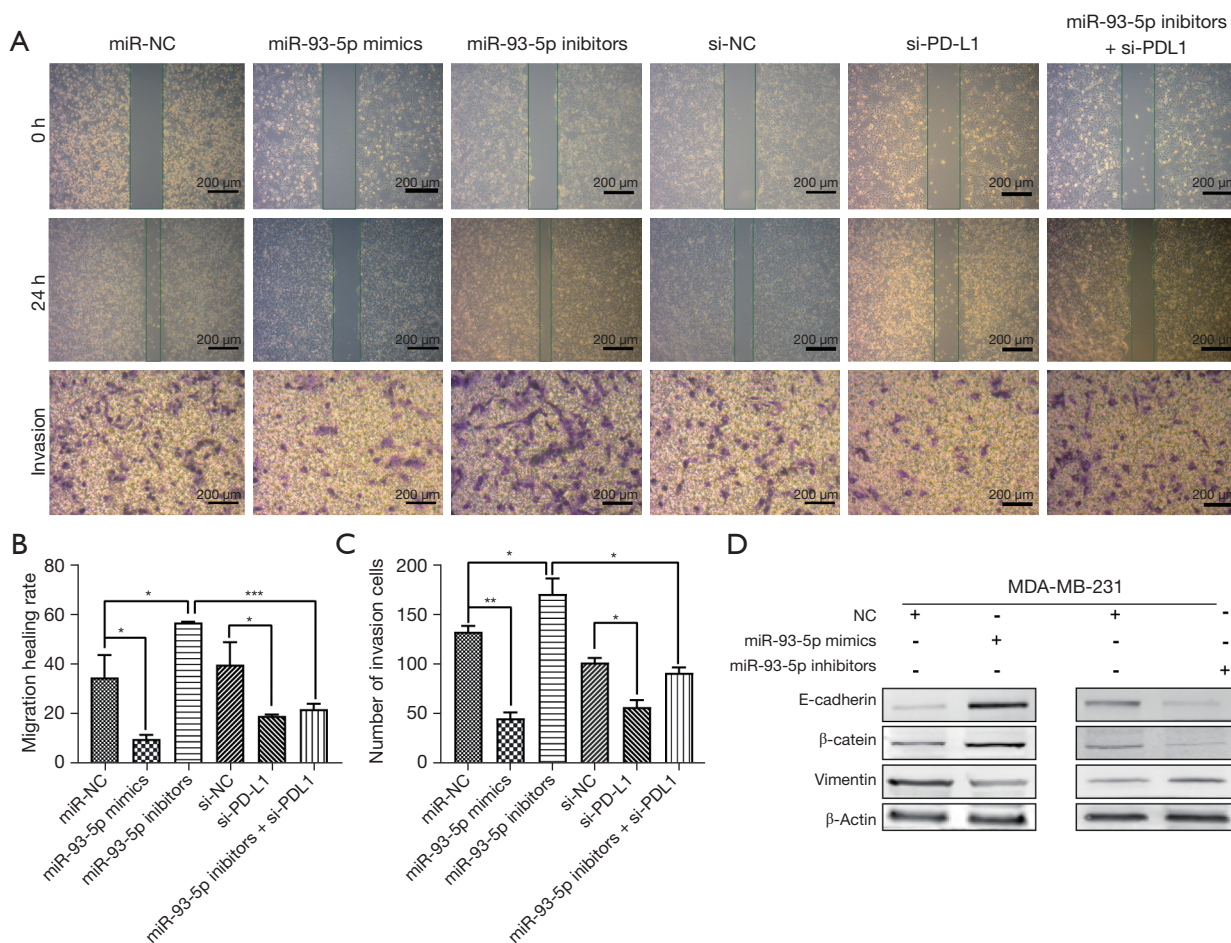 A
miR-NC
miR-93-5p mimics
miR-93-5p inibitors
si-NC
si-PD-L1
miR-93-5p inibitors
+ si-PDL1
0 h
200 µm
200 µm
200 µm
200 µm
200 µm
200 µm
24 h
200 µm
200 µm
200 µm
200 µm
200 µm
200 µm
Invasion
200 µm
200 µm
200 µm
200 µm
200 µm
200 µm
B
Migration healing rate
80
60
40
20
0
*
*
***
*
miR-NC
miR-93-5p mimics
miR-93-5p inibitors
si-NC
si-PD-L1
miR-93-5p inibitors + si-PDL1
C
Number of invasion cells
200
150
100
50
0
*
**
*
*
miR-NC
miR-93-5p mimics
miR-93-5p inibitors
si-NC
si-PD-L1
miR-93-5p inibitors + si-PDL1
D
MDA-MB-231
NC + - + -
miR-93-5p mimics - + - -
miR-93-5p inhibitors - - - +
E-cadherin
β-catein
Vimentin
β-Actin